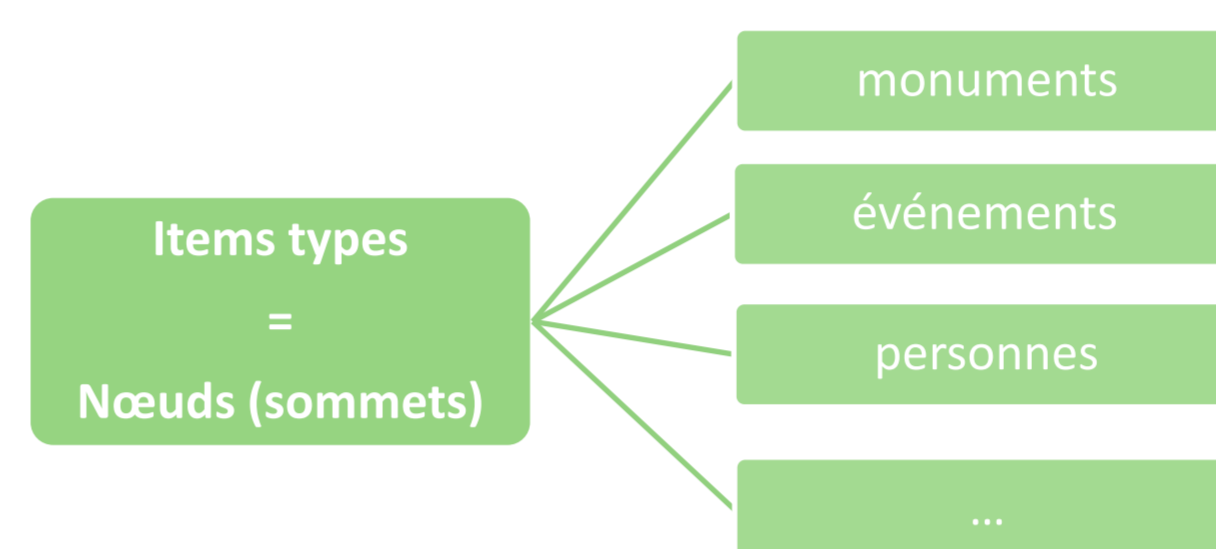 Items types
=
Nœuds (sommets)
monuments
événements
personnes
...